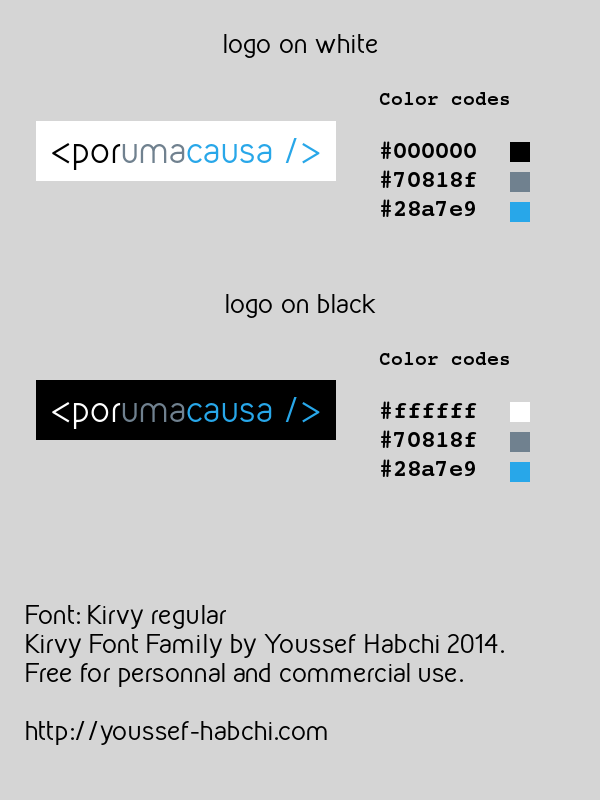 logo on white
Color codes
<porumacausa />
#000000
#70818f
#28a7e9
logo on black
Color codes
<porumacausa />
#ffffff
#70818f
#28a7e9
Font: Kirvy regular
Kirvy Font Family by Youssef Habchi 2014.
Free for personnal and commercial use.
http://youssef-habchi.com